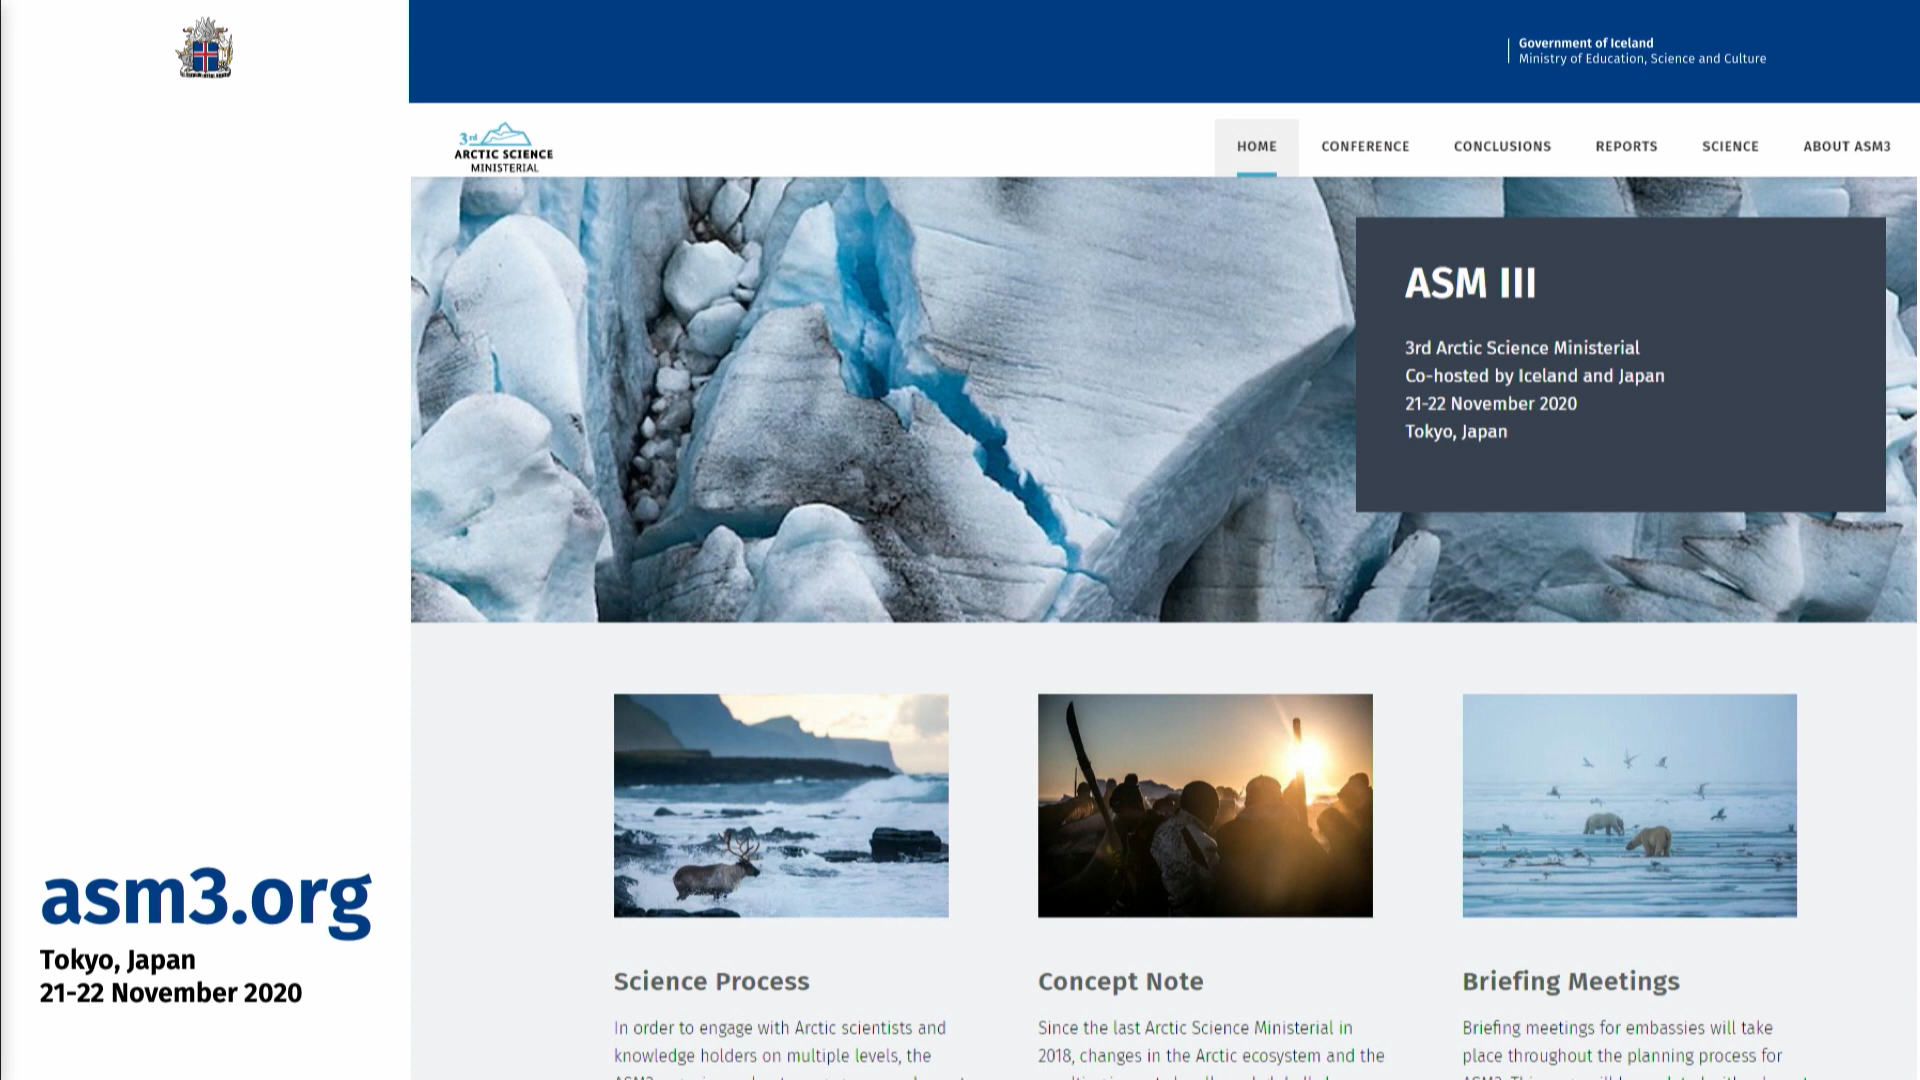 Government of Iceland
Ministry of Education, Science and Culture
3rd
ARCTIC SCIENCE
MINISTERIAL
HOME
CONFERENCE
CONCLUSIONS
REPORTS
SCIENCE
ABOUT ASM3
ASM III
3rd Arctic Science Ministerial
Co-hosted by Iceland and Japan
21-22 November 2020
Tokyo, Japan
asm3.org
Tokyo, Japan
21-22 November 2020
Science Process
In order to engage with Arctic scientists and
knowledge holders on multiple levels, the
Concept Note
Since the last Arctic Science Ministerial in
2018, changes in the Arctic ecosystem and the
Briefing Meetings
Briefing meetings for embassies will take
place throughout the planning process for